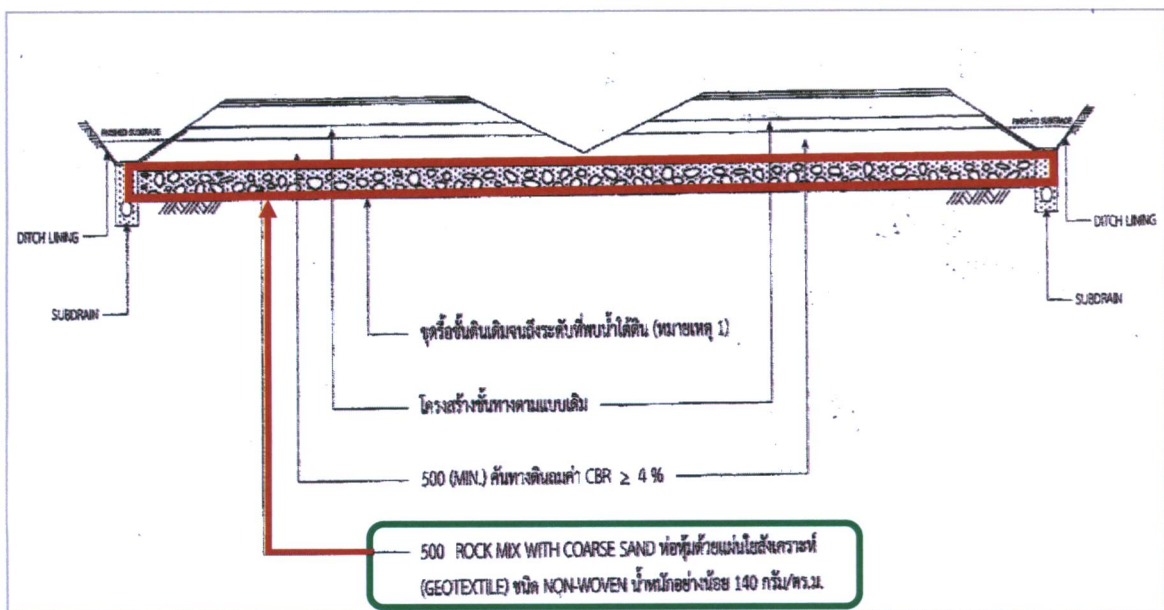 FINISHED SUBGRADE
FINISHED SUBGRADE
DITCH LINING
DITCH LINING
SUBDRAIN
SUBDRAIN
ขุดรื้อชั้นดินเดิมจนถึงระดับที่พบน้ำใต้ดิน (หมายเหตุ 1)
โครงสร้างชั้นทางตามแบบเดิม
500 (MIN.) คันทางดินถมค่า CBR ≥ 4 %
500 ROCK MIX WITH COARSE SAND ห่อหุ้มด้วยแผ่นใยสังเคราะห์
(GEOTEXTILE) ชนิด NON-WOVEN น้ำหนักอย่างน้อย 140 กรัม/ตร.ม.